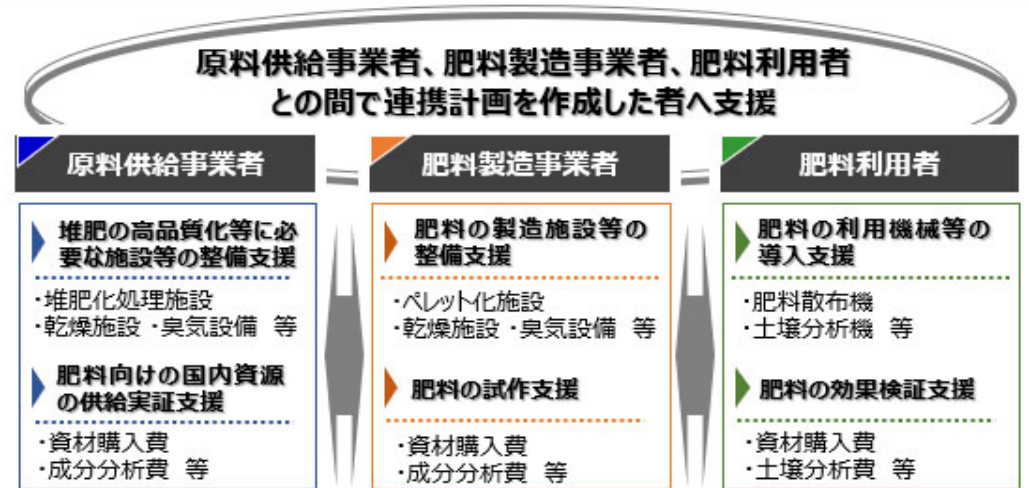 原料供給事業者、肥料製造事業者、肥料利用者
との間で連携計画を作成した者へ支援
原料供給事業者
堆肥の高品質化等に必
要な施設等の整備支援
・堆肥化処理施設
・乾燥施設・臭気設備 等
肥料向けの国内資源
の供給実証支援
・資材購入費
・成分分析費 等
肥料製造事業者
肥料の製造施設等の
整備支援
・ペレット化施設
・乾燥施設・臭気設備 等
肥料の試作支援
・資材購入費
・成分分析費 等
肥料利用者
肥料の利用機械等の
導入支援
・肥料散布機
・土壌分析機 等
肥料の効果検証支援
・資材購入費
・土壌分析費 等